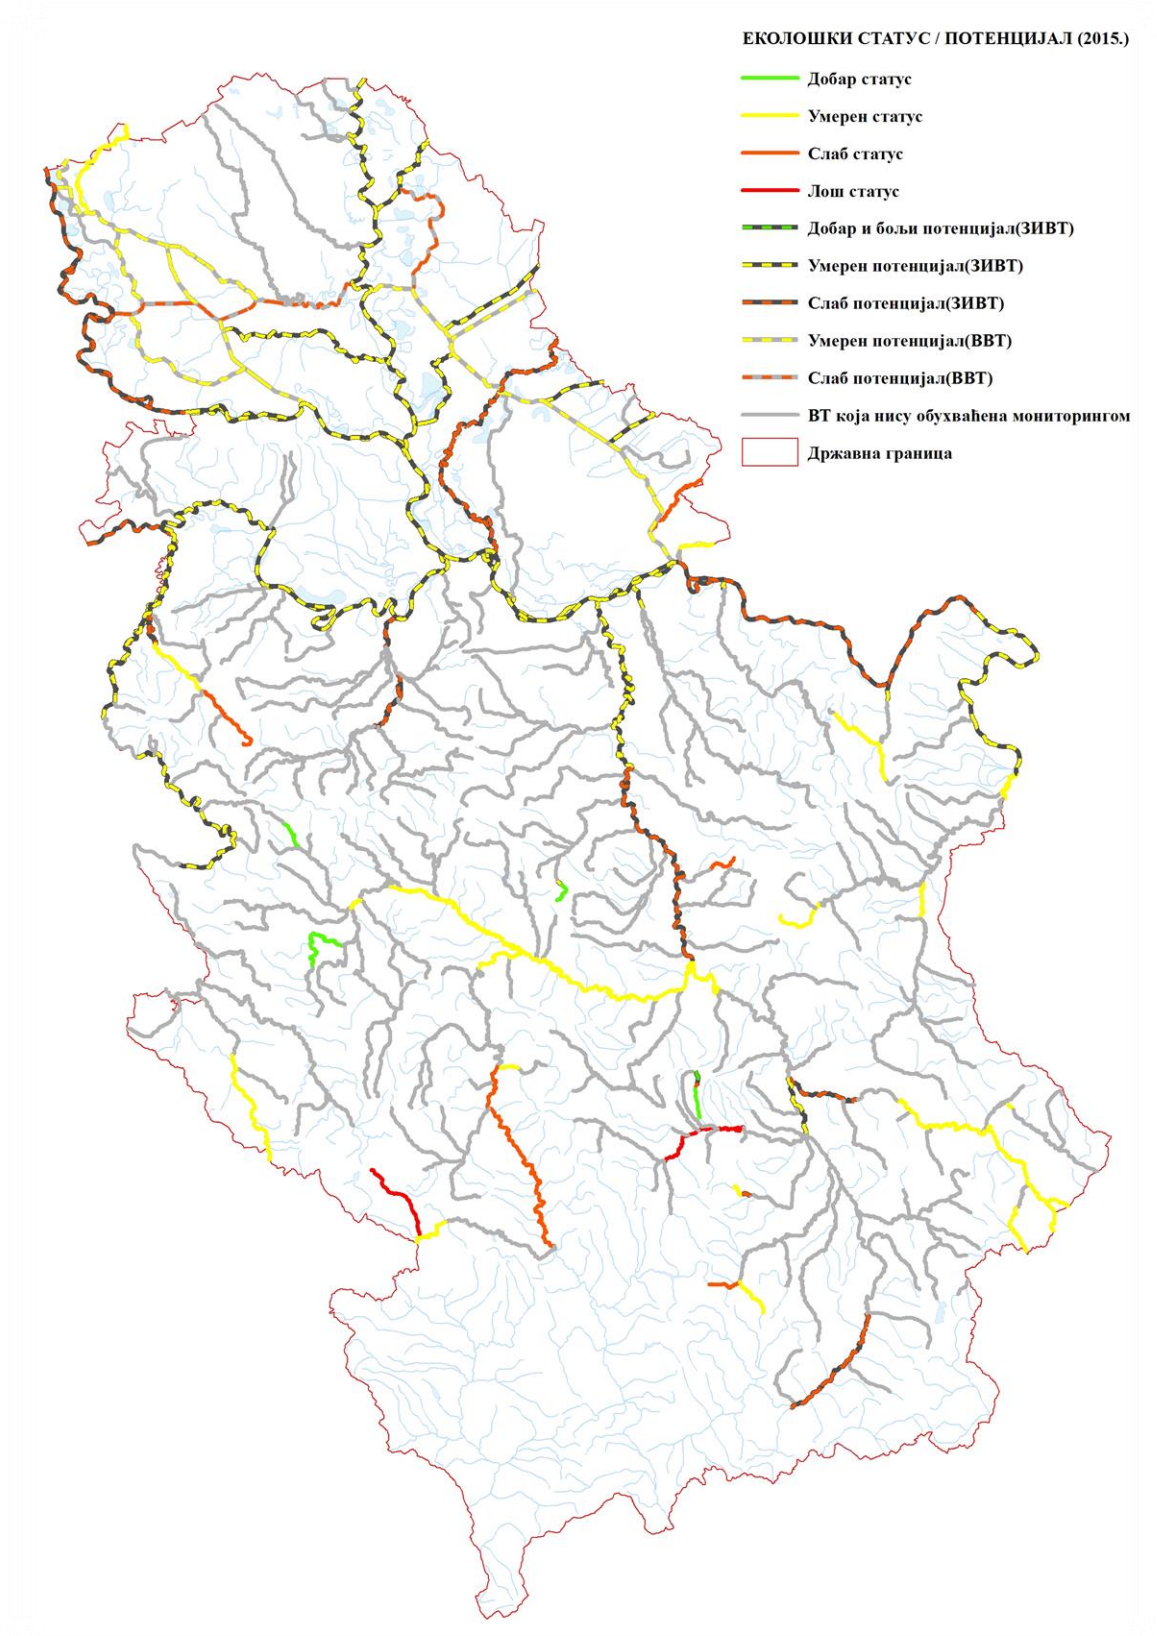 ЕКОЛОШКИ СТАТУС / ПОТЕНЦИЈАЛ (2015.)
Добар статус
Умерен статус
Слаб статус
Лош статус
Добар и бољи потенцијал(ЗИВТ)
Умерен потенцијал(ЗИВТ)
Слаб потенцијал(ЗИВТ)
Умерен потенцијал(ВВТ)
Слаб потенцијал(ВВТ)
ВТ која нису обухваћена мониторингом
Државна граница